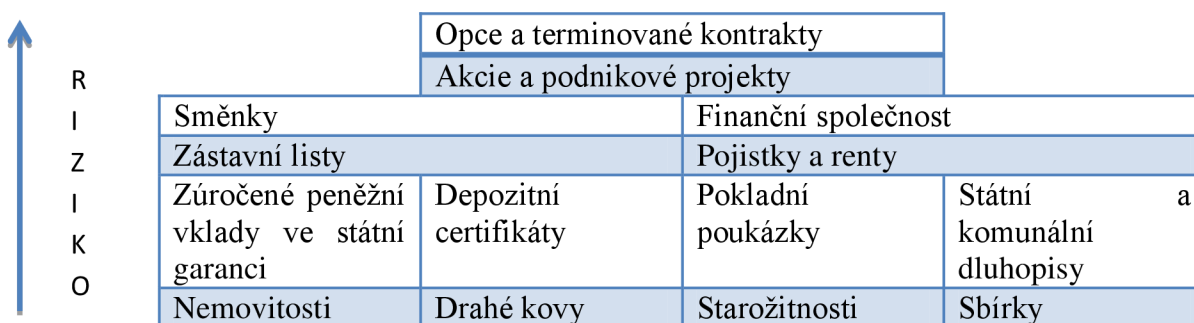 Opce a terminované kontrakty
Akcie a podnikové projekty
R
I
Z
I
K
O
Směnky
Finanční společnost
Zástavní listy
Pojistky a renty
Zúročené peněžní
vklady ve státní
garanci
Depozitní
certifikáty
Pokladní
poukázky
Státní a
komunální
dluhopisy
Nemovitosti
Drahé kovy
Starožitnosti
Sbírky